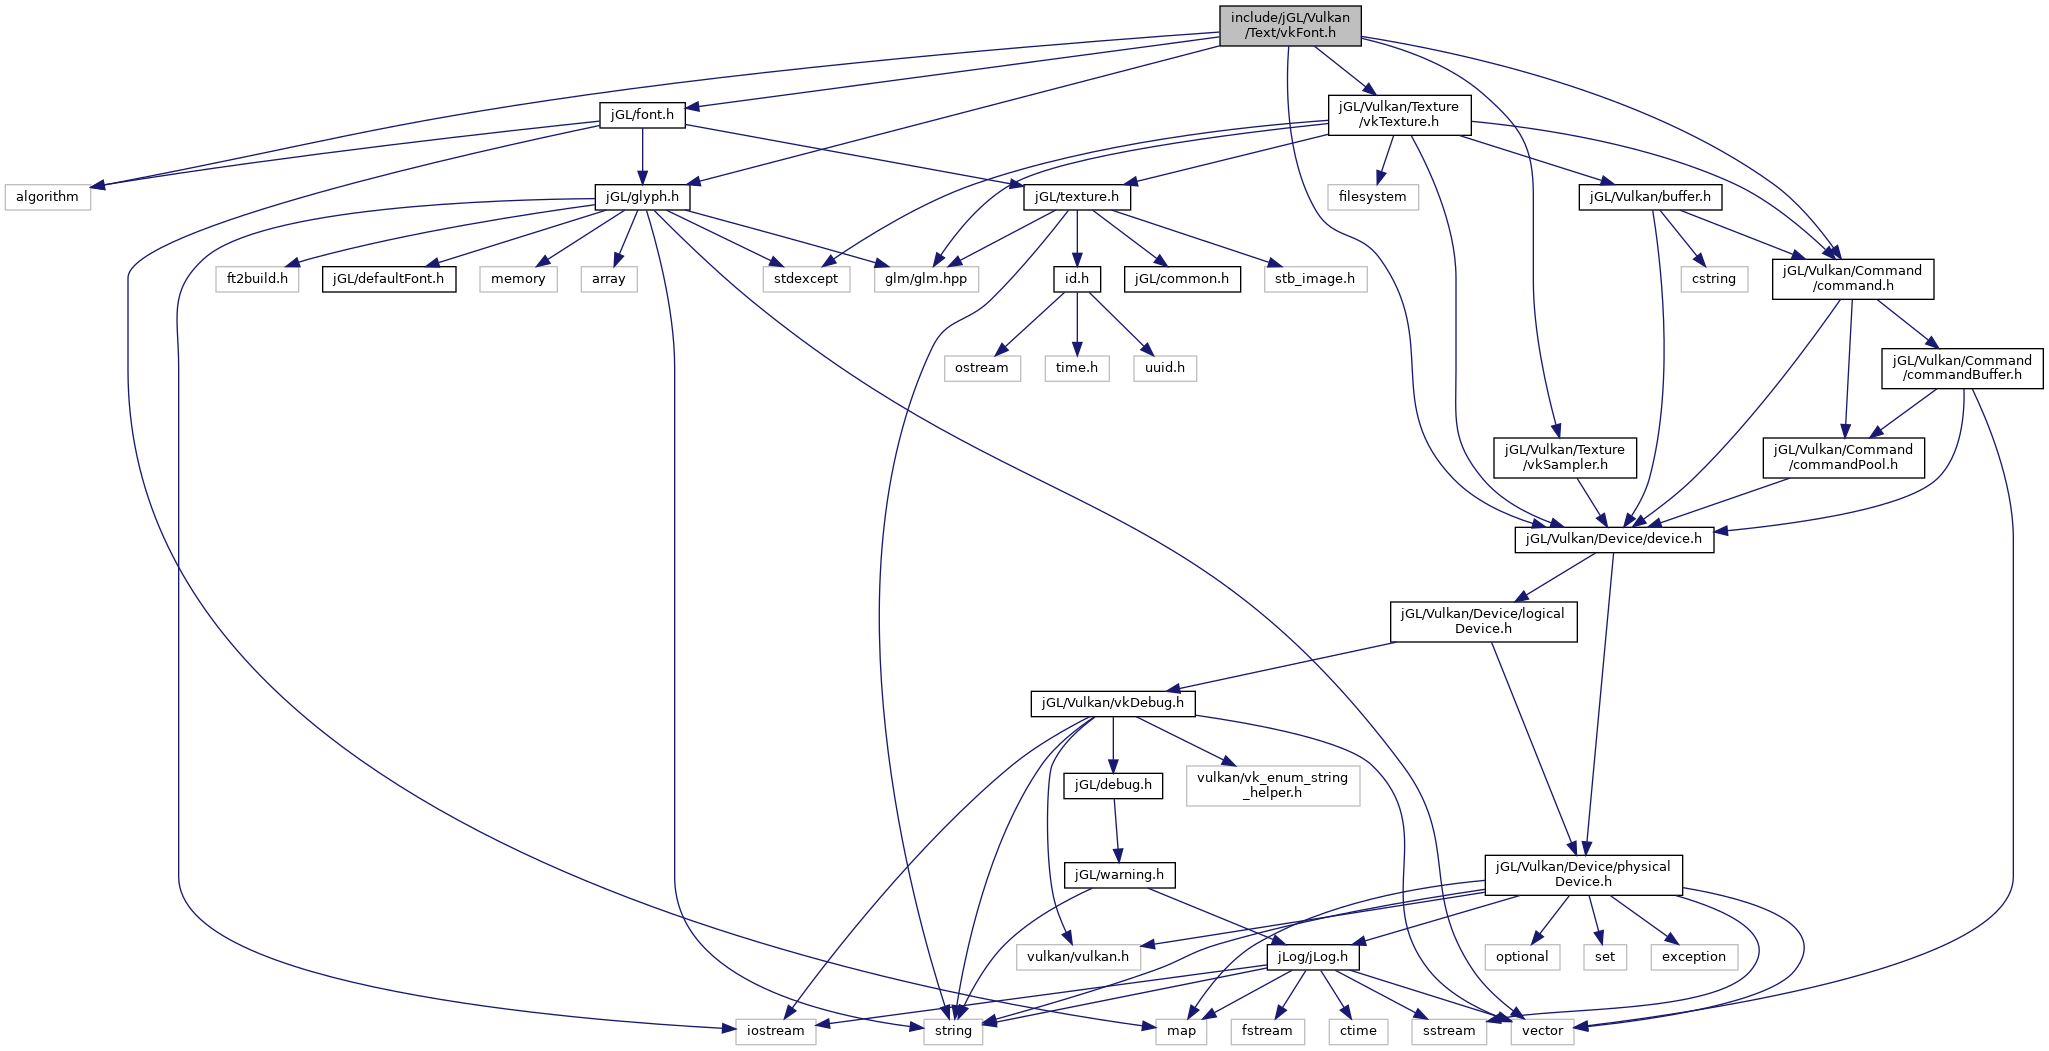 include/jGL/Vulkan
/Text/vkFont.h
jGL/font.h
jGL/Vulkan/Texture
/vkTexture.h
algorithm
jGL/glyph.h
jGL/texture.h
filesystem
jGL/Vulkan/buffer.h
ft2build.h
jGL/defaultFont.h
memory
array
stdexcept
glm/glm.hpp
id.h
jGL/common.h
stb_image.h
cstring
jGL/Vulkan/Command
/command.h
ostream
time.h
uuid.h
jGL/Vulkan/Command
/commandBuffer.h
jGL/Vulkan/Texture
/vkSampler.h
jGL/Vulkan/Command
/commandPool.h
jGL/Vulkan/Device/device.h
jGL/Vulkan/Device/logical
Device.h
jGL/Vulkan/vkDebug.h
jGL/debug.h
vulkan/vk_enum_string
_helper.h
jGL/warning.h
jGL/Vulkan/Device/physical
Device.h
vulkan/vulkan.h
jLog/jLog.h
optional
set
exception
iostream
string
map
fstream
ctime
sstream
vector